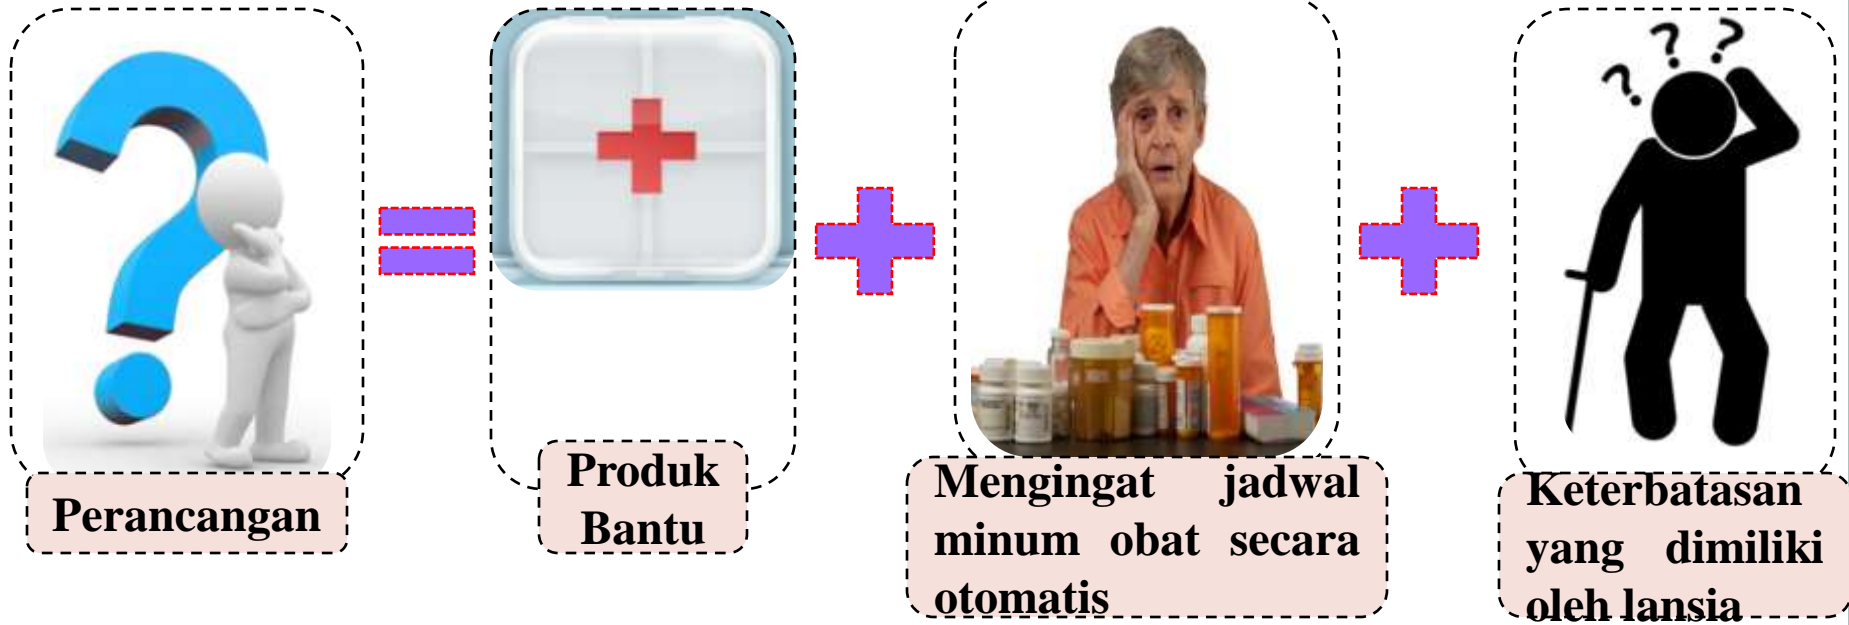 Perancangan
Produk
Bantu
Mengingat jadwal
minum obat secara
otomatis
Keterbatasan
yang dimiliki
oleh lansia